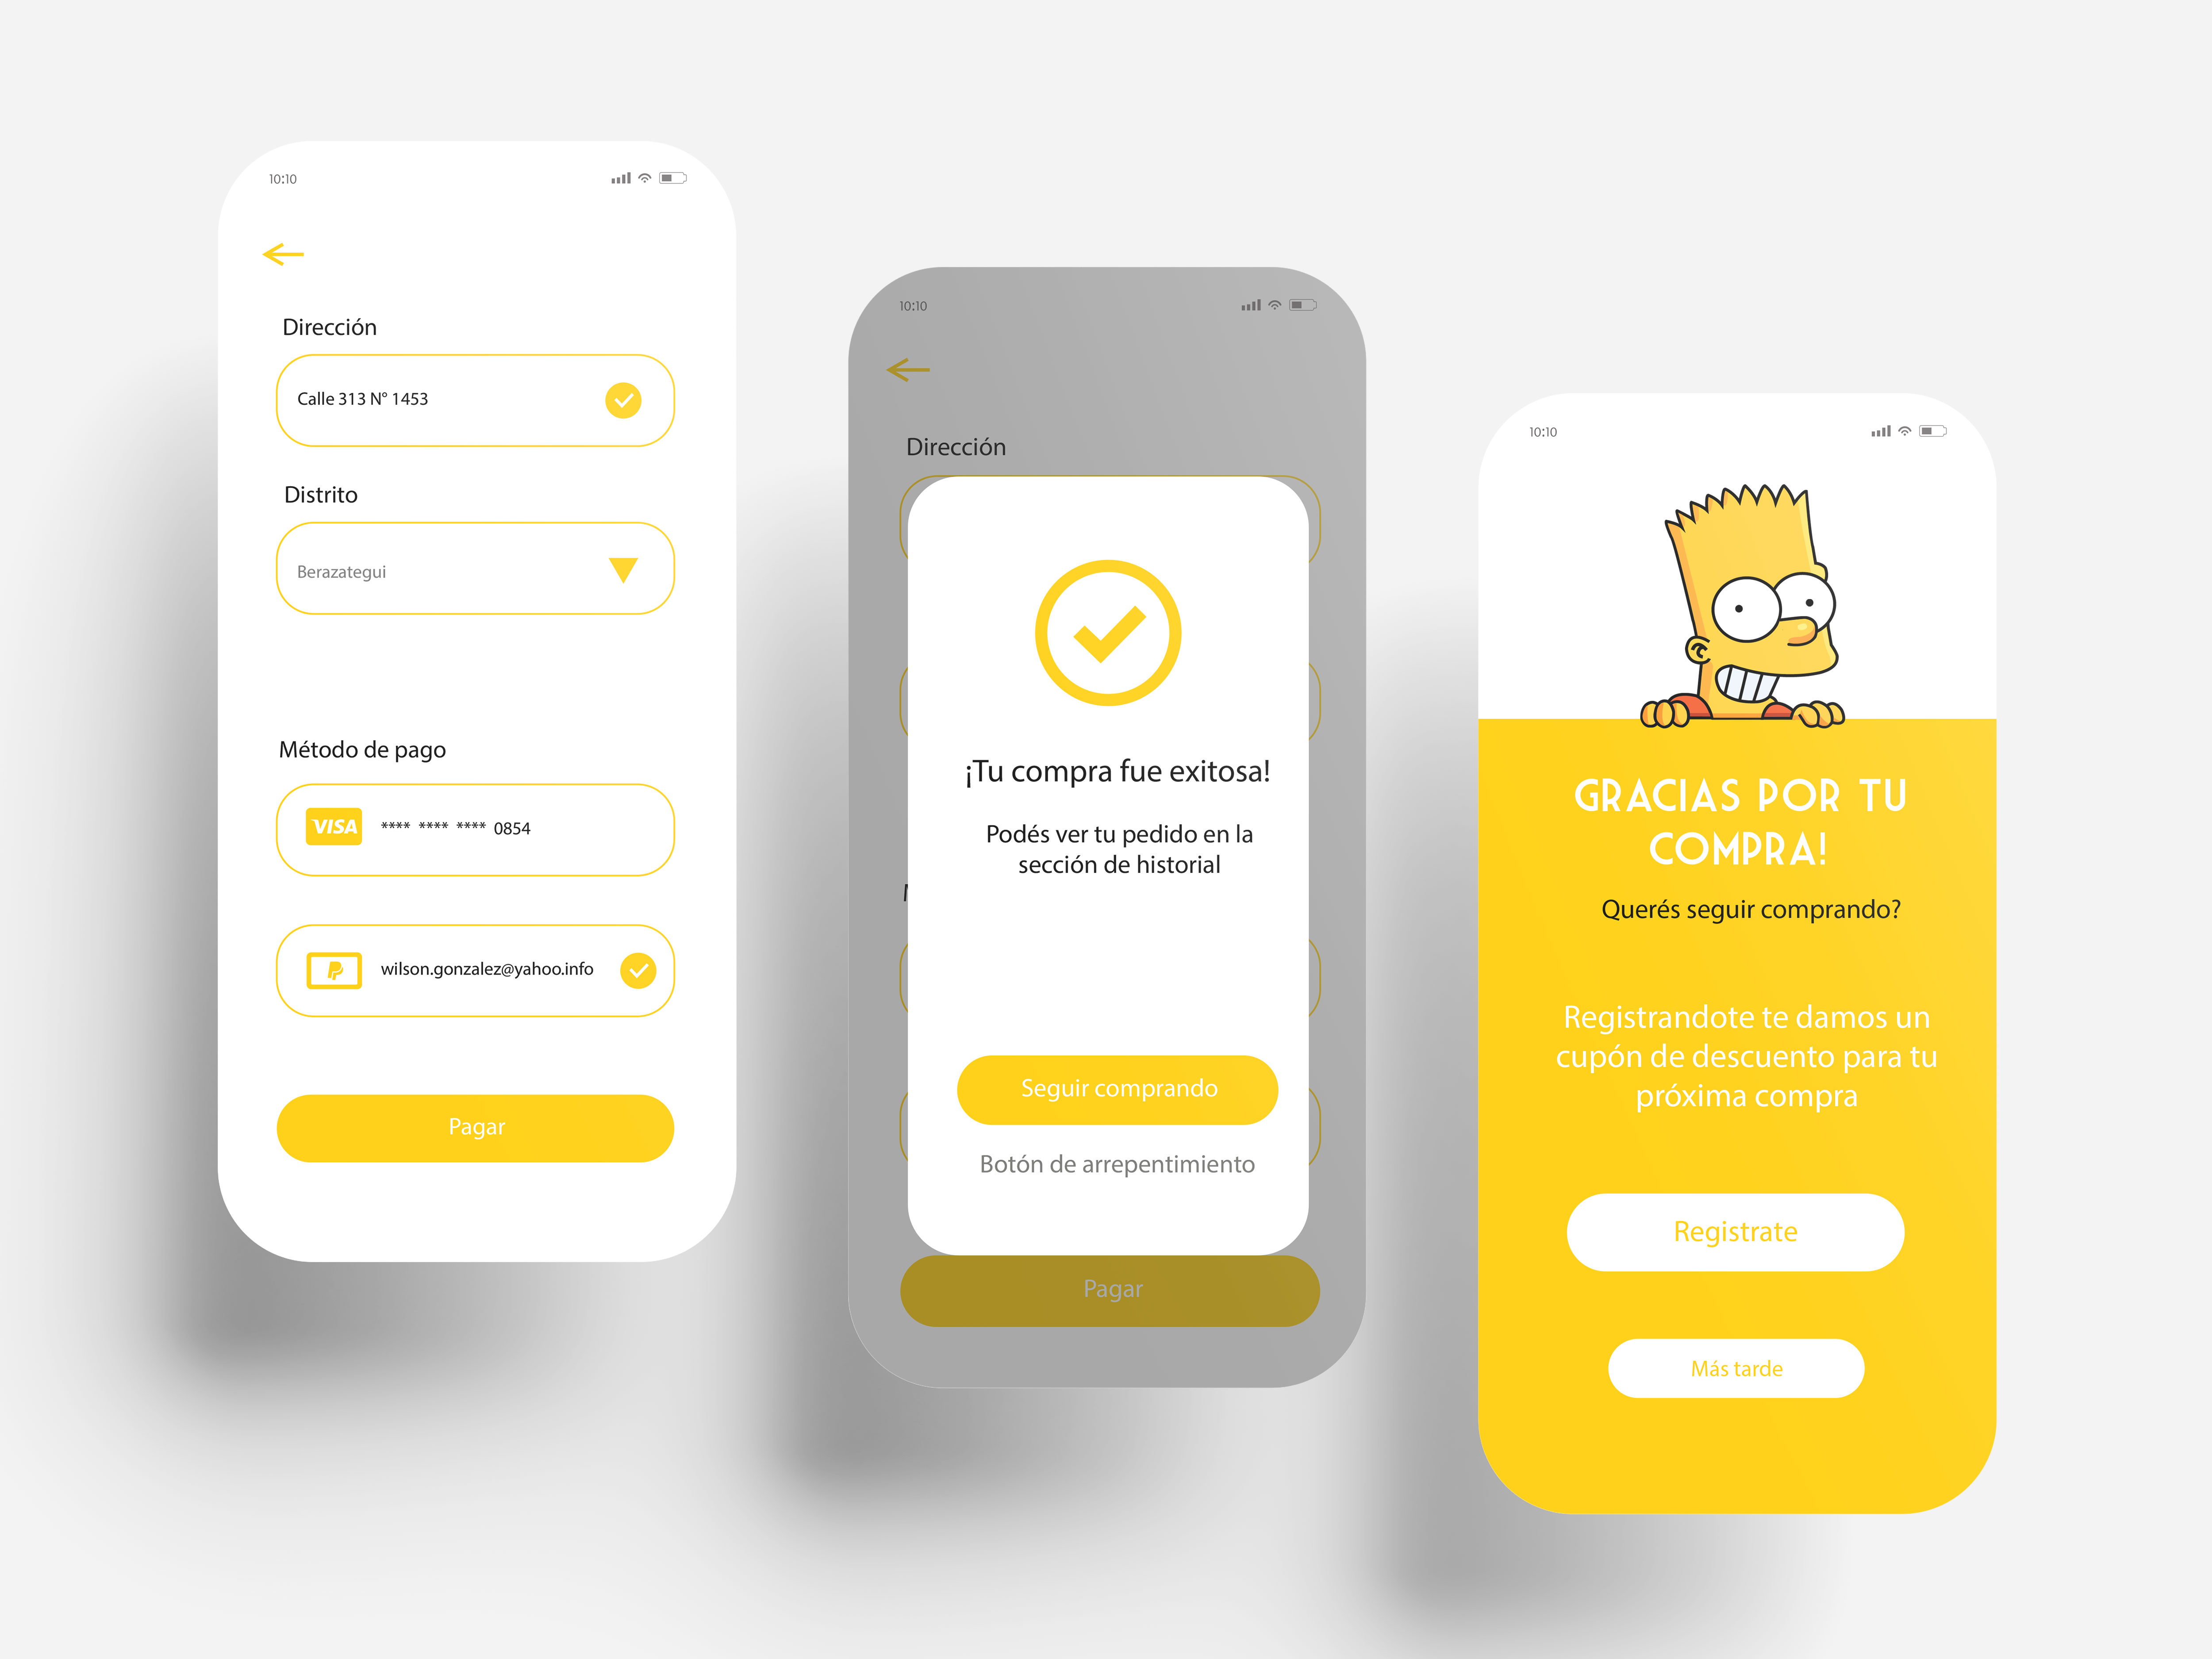 10:10
Dirección
Calle 313 N° 1453
Distrito
Berazategui
Método de pago
VISA **** **** **** 0854
wilson.gonzalez@yahoo.info
Pagar
10:10
Dirección
¡Tu compra fue exitosa!
Podés ver tu pedido en la
sección de historial
Seguir comprando
Botón de arrepentimiento
Pagar
10:10
GRACIAS POR TU
COMPRA!
Querés seguir comprando?
Registrandote te damos un
cupón de descuento para tu
próxima compra
Registrate
Más tarde